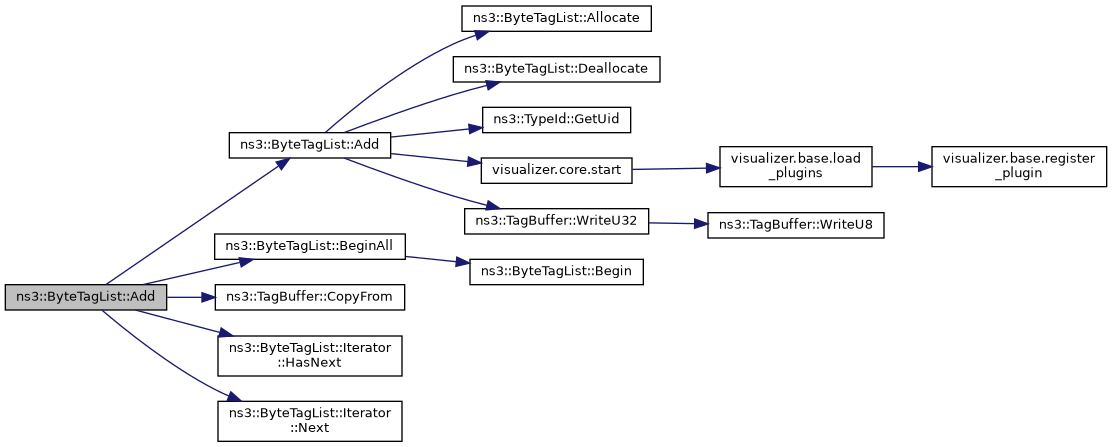 ns3::ByteTagList::Allocate
ns3::ByteTagList::Deallocate
ns3::TypeId::GetUid
ns3::ByteTagList::Add
visualizer.core.start
visualizer.base.load
_plugins
visualizer.base.register
_plugin
ns3::TagBuffer::WriteU32
ns3::TagBuffer::WriteU8
ns3::ByteTagList::BeginAll
ns3::ByteTagList::Begin
ns3::ByteTagList::Add
ns3::TagBuffer::CopyFrom
ns3::ByteTagList::Iterator
::HasNext
ns3::ByteTagList::Iterator
::Next